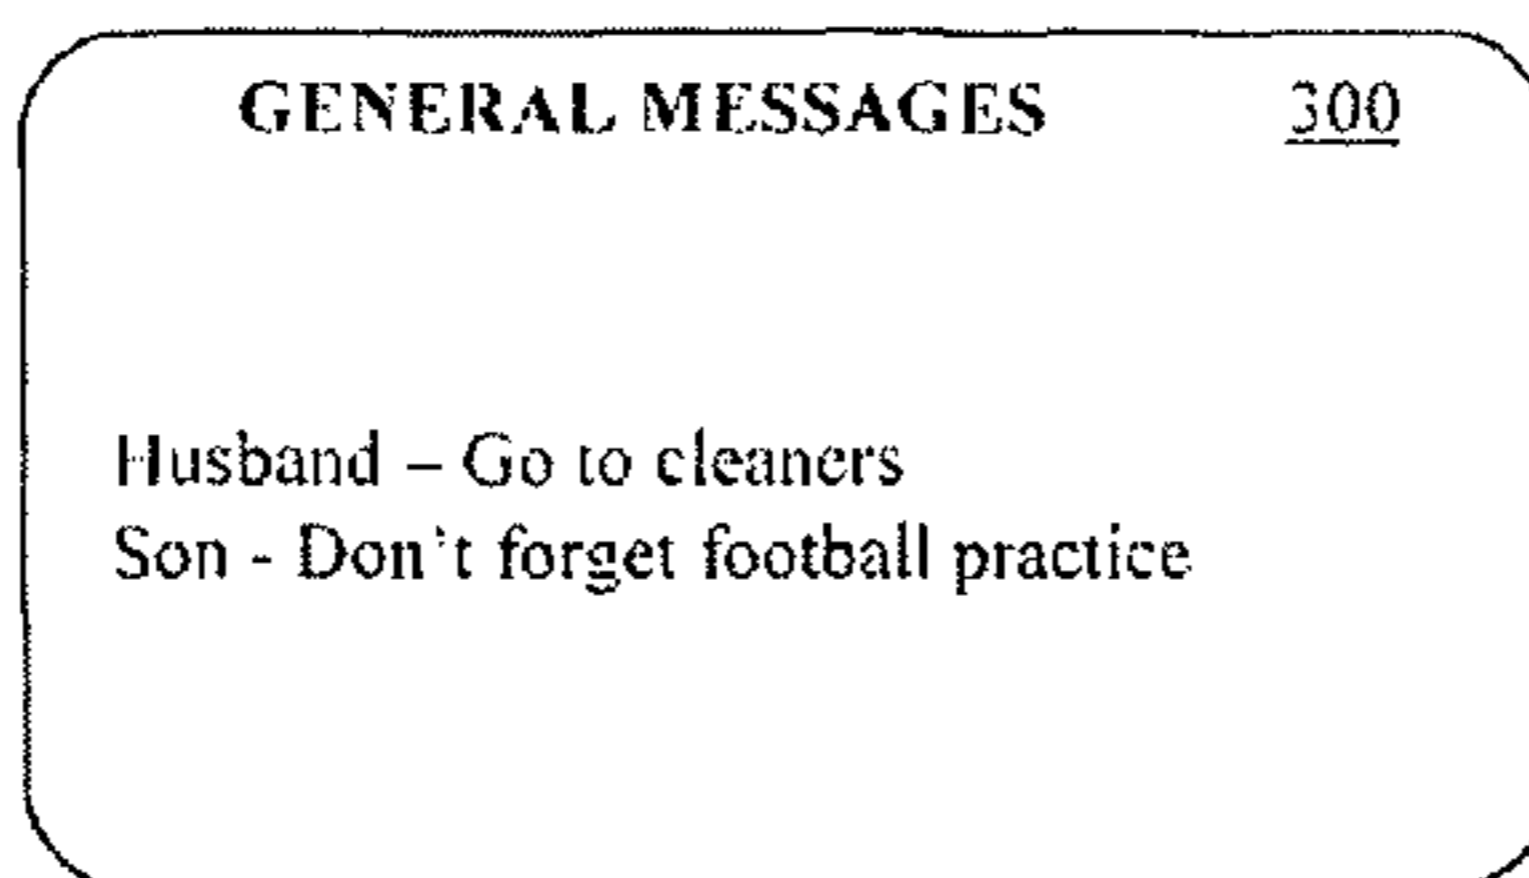 GENERAL MESSAGES 300
Husband – Go to cleaners
Son - Don't forget football practice